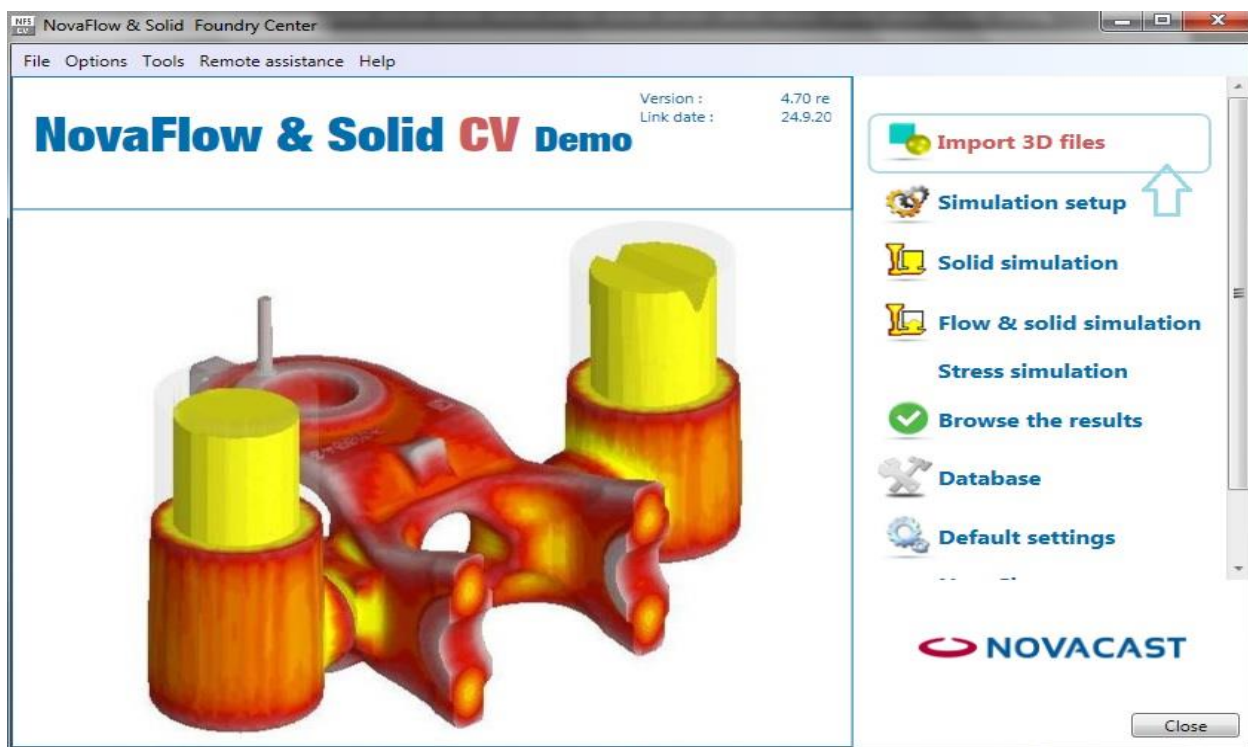 NFS CV NovaFlow & Solid Foundry Center
File Options Tools Remote assistance Help
Version : 4.70 re
Link date : 24.9.20
NovaFlow & Solid CV Demo
Import 3D files
Simulation setup
Solid simulation
Flow & solid simulation
Stress simulation
Browse the results
Database
Default settings
NOVACAST
Close